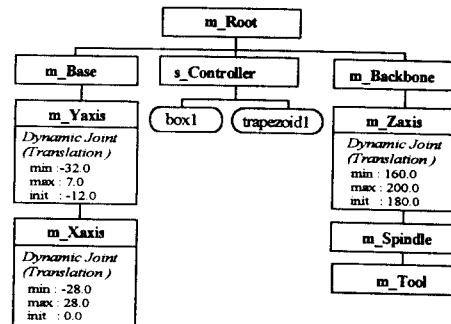 m_Root
m_Base
s_Controller
m_Backbone
m_Yaxis
Dynamic Joint
(Translation )
min : -32.0
max : 7.0
init : -12.0
box1
trapezoid1
m_Zaxis
Dynamic Joint
(Translation )
min : 160.0
max : 200.0
init : 180.0
m_Xaxis
Dynamic Joint
(Translation )
min : -28.0
max : 28.0
init : 0.0
m_Spindle
m_Tool